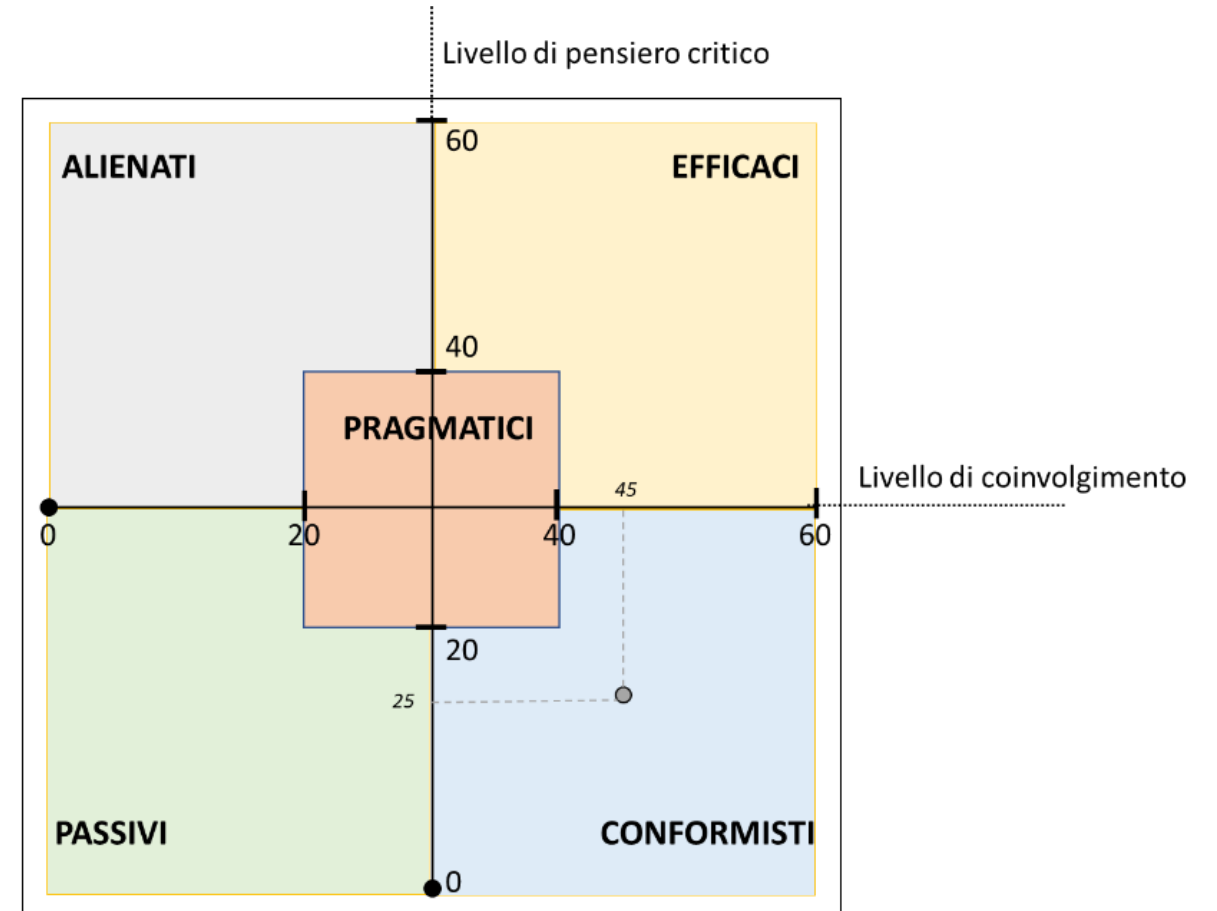 Livello di pensiero critico
60
ALIENATI
EFFICACI
40
PRAGMATICI
45
Livello di coinvolgimento
0
20
40
60
20
25
PASSIVI
CONFORMISTI
0